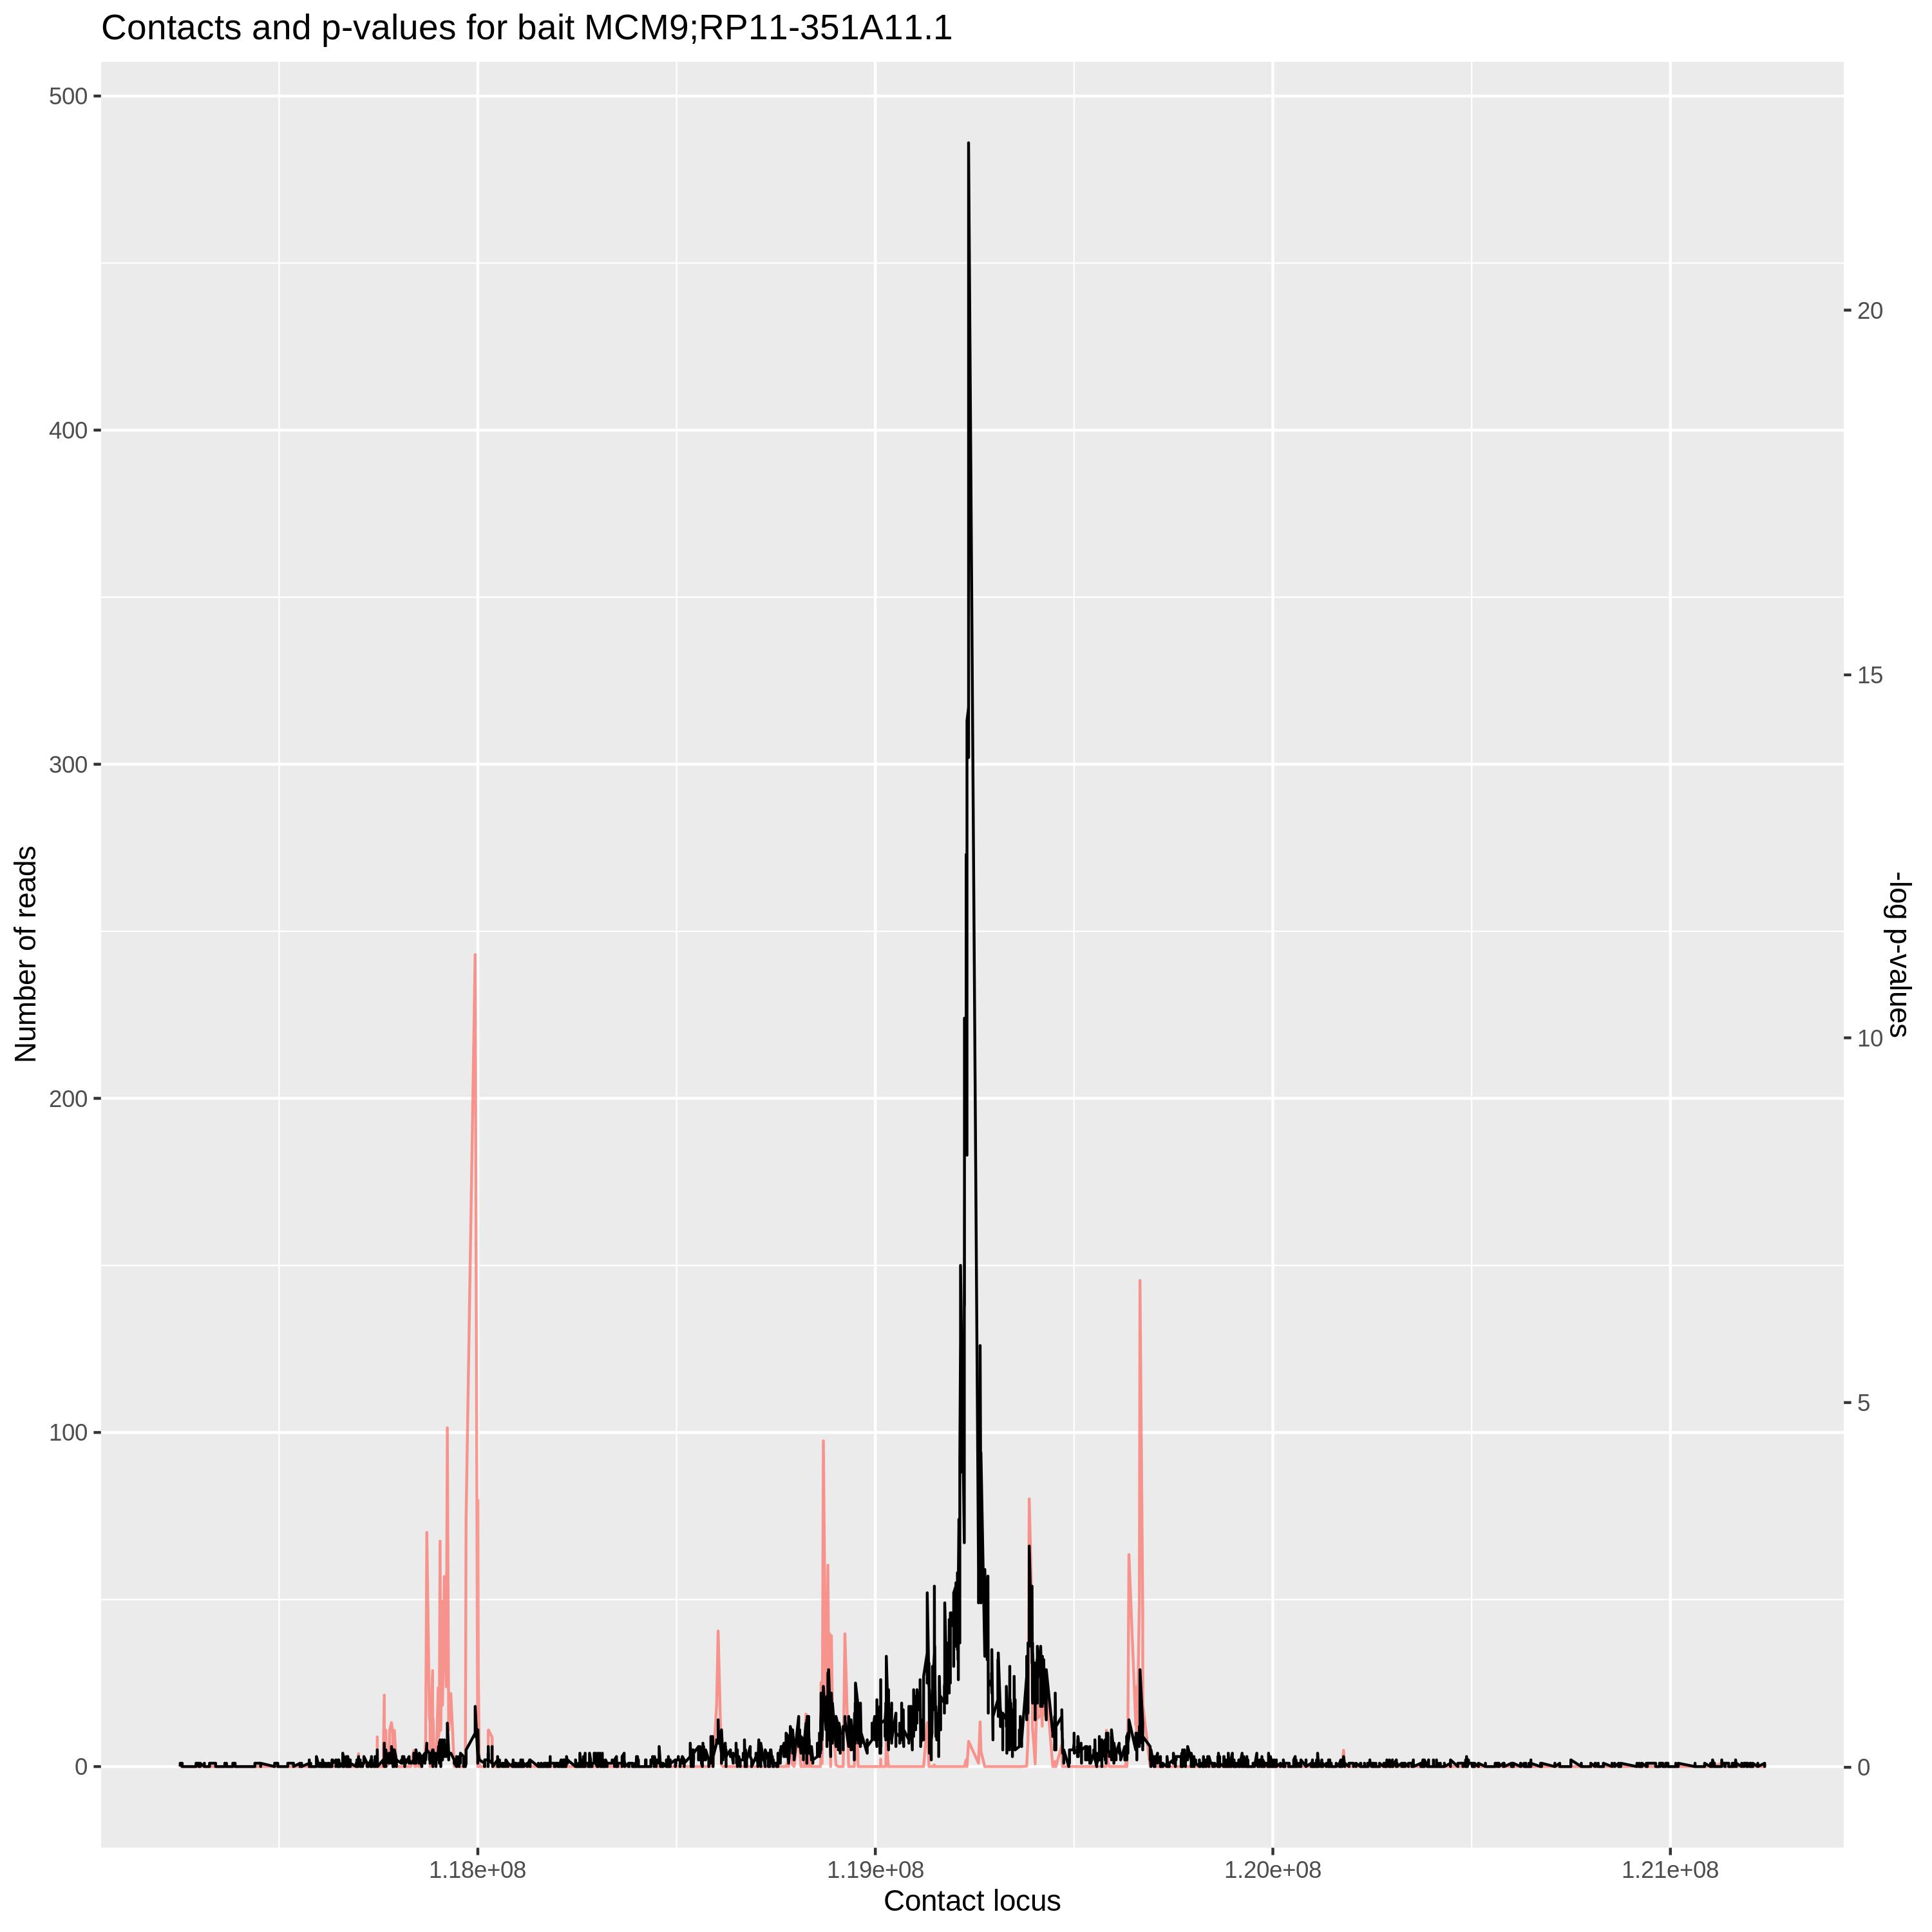 Contacts and p-values for bait MCM9;RP11-351A11.1
500
400
300
200
100
0
Number of reads
20
15
10
5
0
-log p-values
1.18e+08
1.19e+08
1.20e+08
1.21e+08
Contact locus